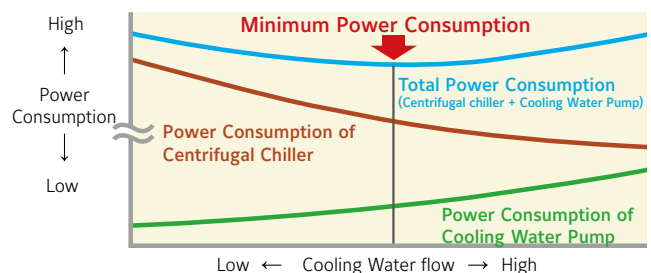 High
↑
Power
Consumption
↓
Low
Minimum Power Consumption
Total Power Consumption
(Centrifugal chiller + Cooling Water Pump)
Power Consumption of
Centrifugal Chiller
Power Consumption of
Cooling Water Pump
Low ← Cooling Water flow → High